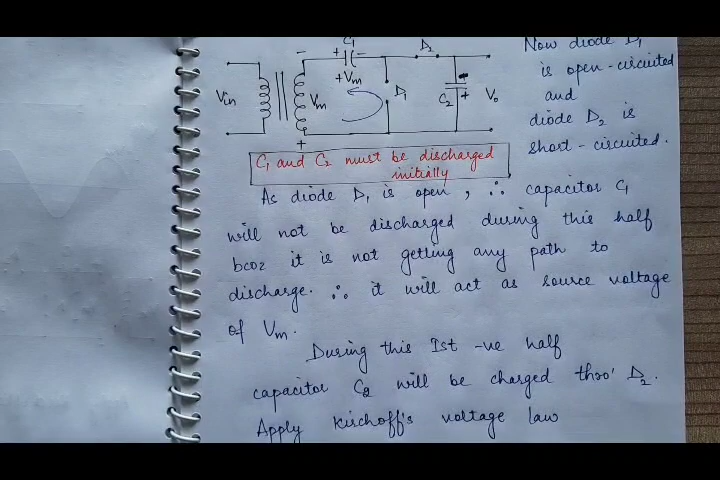 C1
+ -
D2
Now diode D1
is open-circuited
and
diode D2 is
short-circuited.
-
+Vm
Vin
Vm
D1
C2
+
Vo
+
C1 and C2 must be discharged
initially
As diode D1 is open, ∴ capacitor C1
will not be discharged during this half
bcoz it is not getting any path to
discharge. ∴ it will act as source voltage
of Vm.
During this Ist -ve half
capacitor C2 will be charged thro' D2.
Apply Kirchoff's voltage law